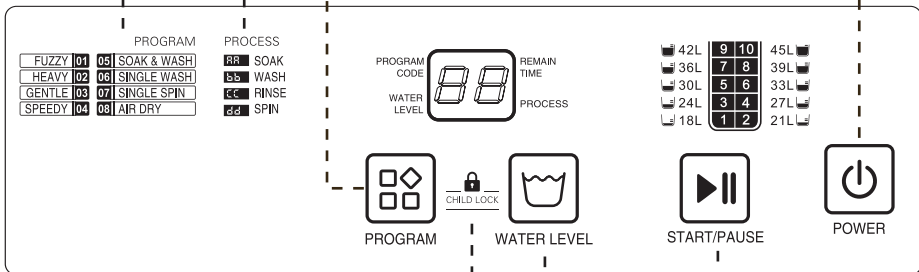 PROGRAM PROCESS
FUZZY 01 05 SOAK & WASH
HEAVY 02 06 SINGLE WASH
GENTLE 03 07 SINGLE SPIN
SPEEDY 04 08 AIR DRY
AA SOAK
bb WASH
CC RINSE
dd SPIN
PROGRAM
CODE
WATER
LEVEL
88
REMAIN
TIME
PROCESS
42L 9 10 45L
36L 7 8 39L
30L 5 6 33L
24L 3 4 27L
18L 1 2 21L
CHILD LOCK
PROGRAM
WATER LEVEL
START/PAUSE
POWER